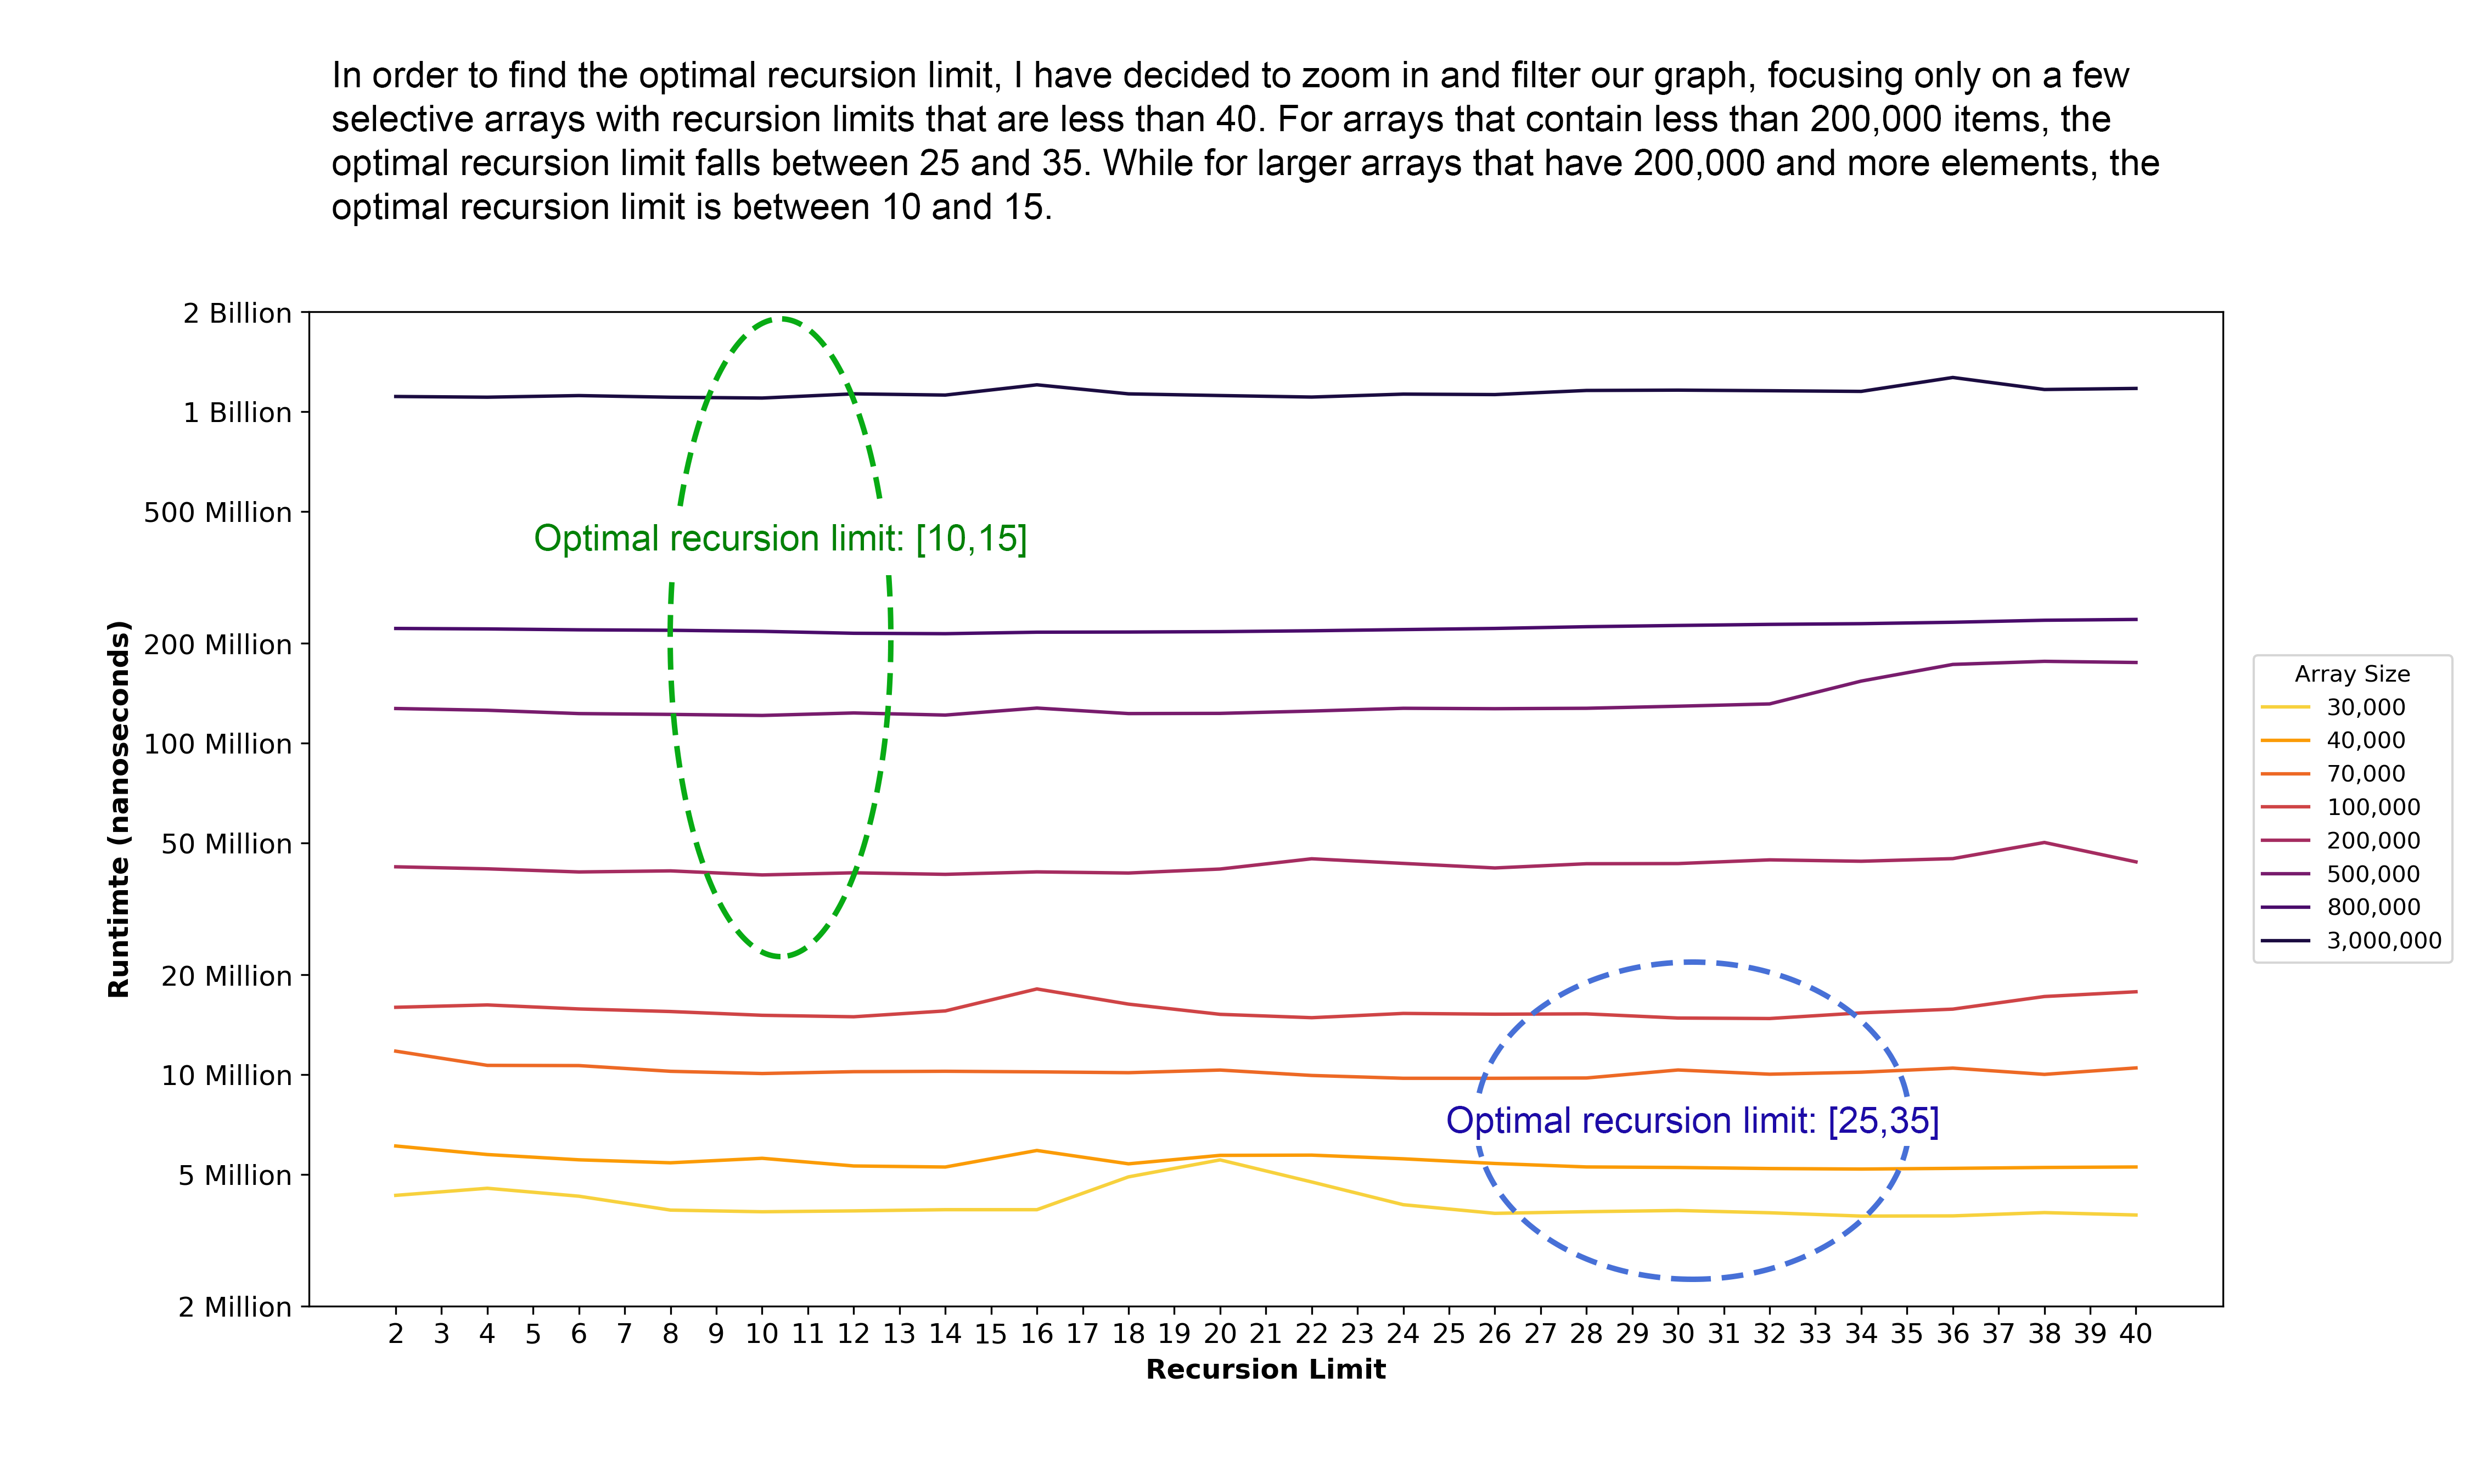 In order to find the optimal recursion limit, I have decided to zoom in and filter our graph, focusing only on a few
selective arrays with recursion limits that are less than 40. For arrays that contain less than 200,000 items, the
optimal recursion limit falls between 25 and 35. While for larger arrays that have 200,000 and more elements, the
optimal recursion limit is between 10 and 15.
Runtimte (nanoseconds)
2 Billion
1 Billion
500 Million
200 Million
100 Million
50 Million
20 Million
10 Million
5 Million
2 Million
Optimal recursion limit: [10,15]
Optimal recursion limit: [25,35]
2 3 4 5 6 7 8 9 10 11 12 13 14 15 16 17 18 19 20 21 22 23 24 25 26 27 28 29 30 31 32 33 34 35 36 37 38 39 40
Recursion Limit
Array Size
30,000
40,000
70,000
100,000
200,000
500,000
800,000
3,000,000